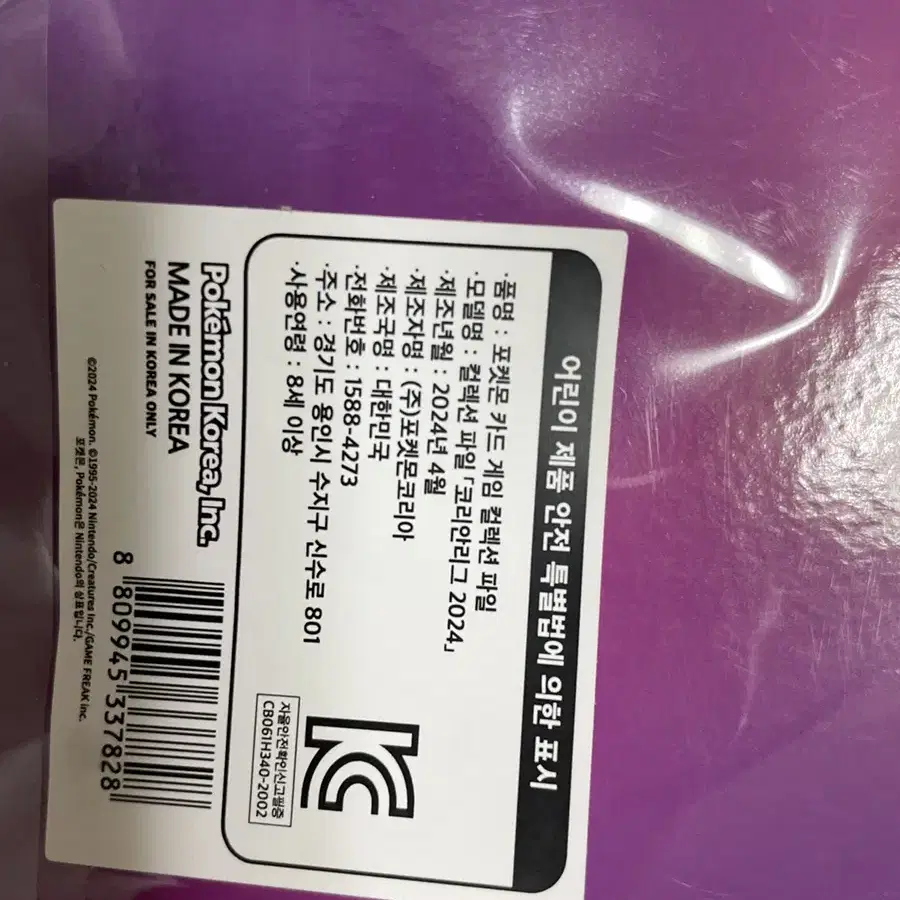 어린이 제품 안전 특별법에 의한 표시
·품명 : 포켓몬 카드 게임 컬렉션 파일
·모델명 : 컬렉션 파일 「코리안리그 2024」
·제조년월 : 2024년 4월
·제조자명 : (주)포켓몬코리아
·제조국명 : 대한민국
·전화번호 : 1588-4273
·주소 : 경기도 용인시 수지구 신수로 801
·사용연령 : 8세 이상
KC
자율안전확인신고필증
CB061H340-2002
Pokémon Korea, Inc.
MADE IN KOREA
FOR SALE IN KOREA ONLY
8 809945 337828
©2024 Pokémon. ©1995-2024 Nintendo/Creatures Inc./GAME FREAK inc.
포켓몬, Pokémon은 Nintendo의 상표입니다.